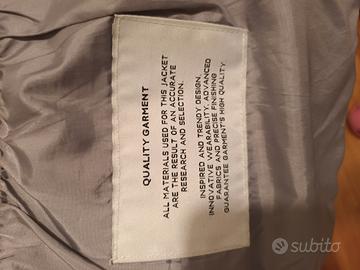 QUALITY GARMENT
ALL MATERIALS USED FOR THIS JACKET
ARE THE RESULT OF AN ACCURATE
RESEARCH AND SELECTION.
INSPIRED AND TRENDY DESIGN,
INNOVATIVE WEARABILITY, ADVANCED
FABRICS AND PRECISE FINISHING
GUARANTEE GARMENT'S HIGH QUALITY.
subito